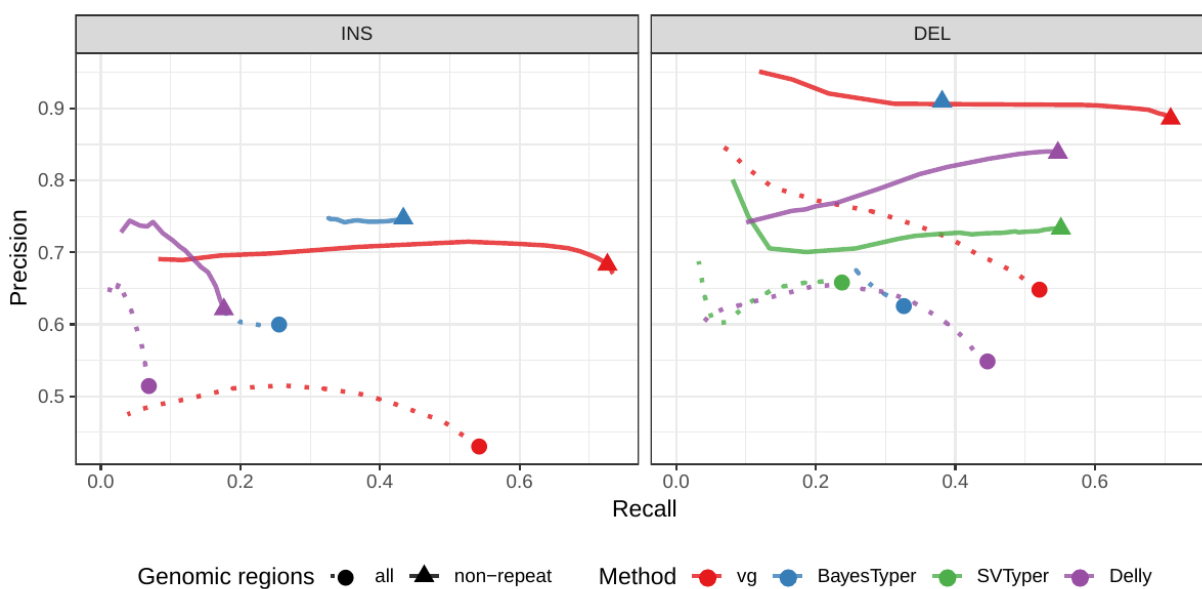 INS DEL
Precision
0.9
0.8
0.7
0.6
0.5
0.0 0.2 0.4 0.6 0.0 0.2 0.4 0.6
Recall
Genomic regions all non−repeat Method vg BayesTyper SVTyper Delly